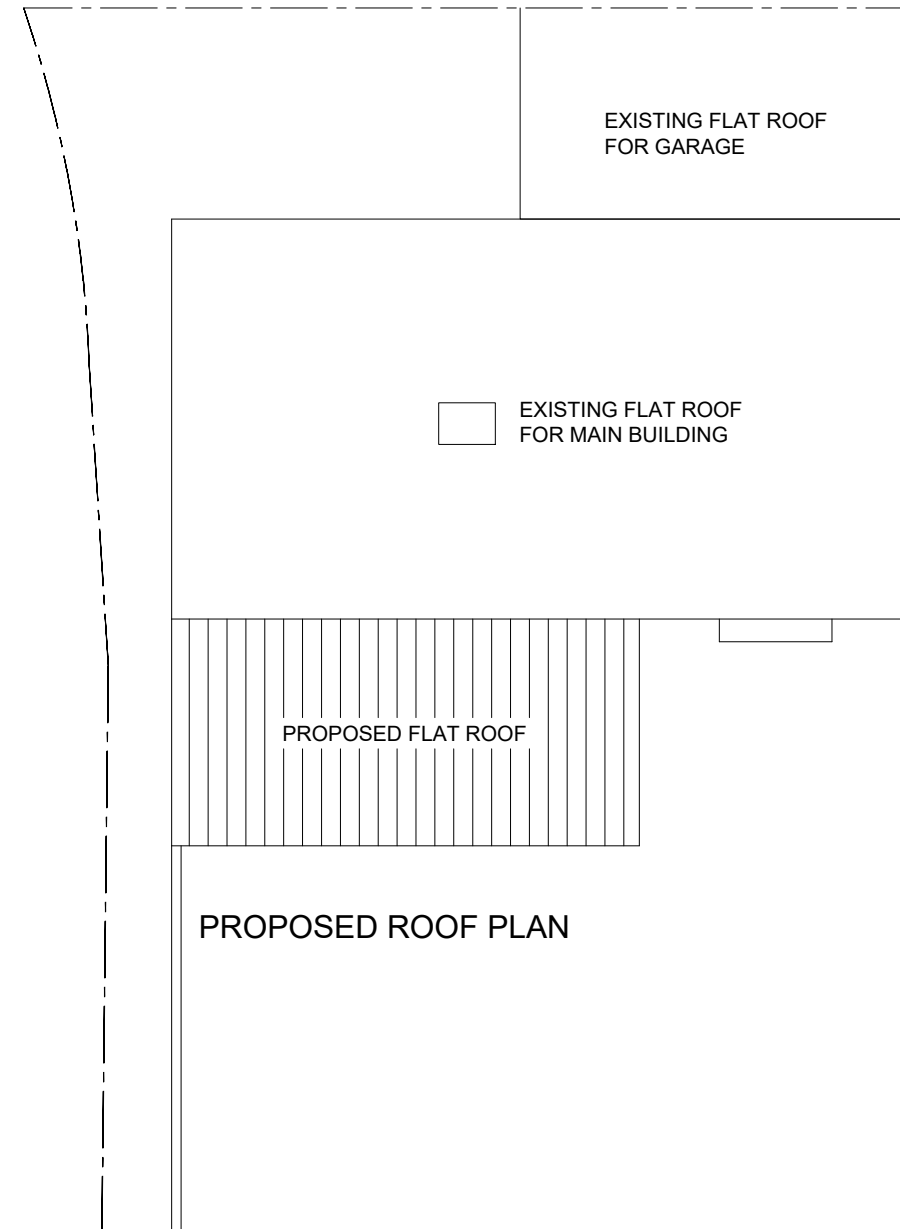 EXISTING FLAT ROOF
FOR GARAGE
EXISTING FLAT ROOF
FOR MAIN BUILDING
PROPOSED FLAT ROOF
PROPOSED ROOF PLAN